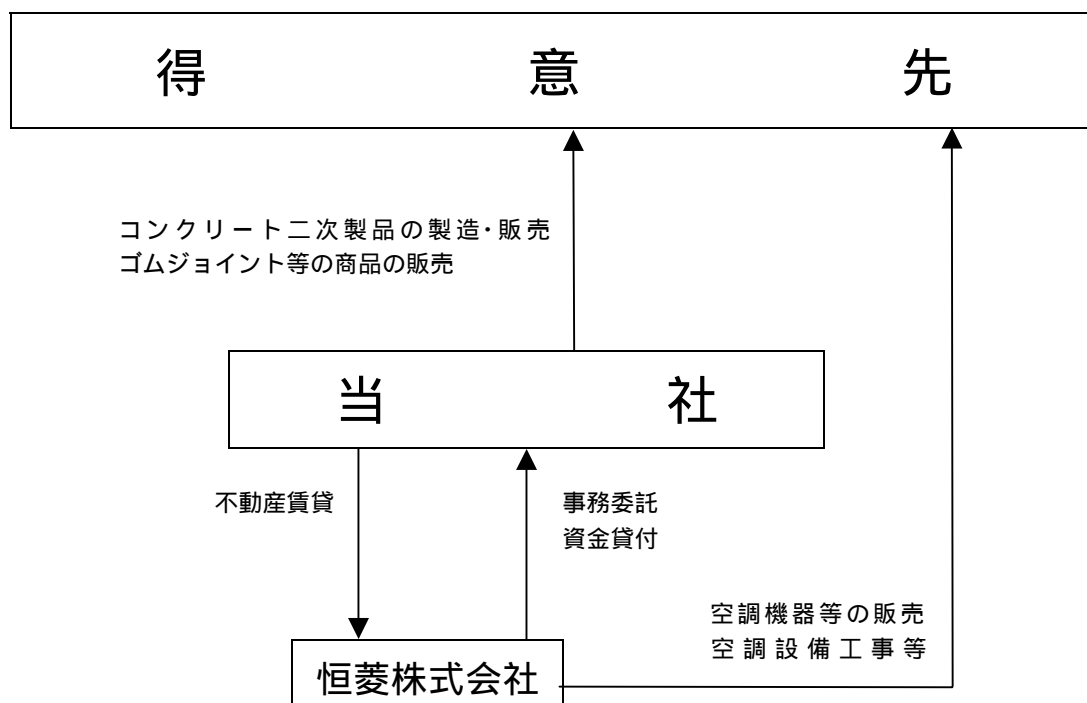 得意先
コンクリート二次製品の製造・販売
ゴムジョイント等の商品の販売
当社
不動産賃貸
事務委託
資金貸付
空調機器等の販売
空調設備工事等
恒菱株式会社